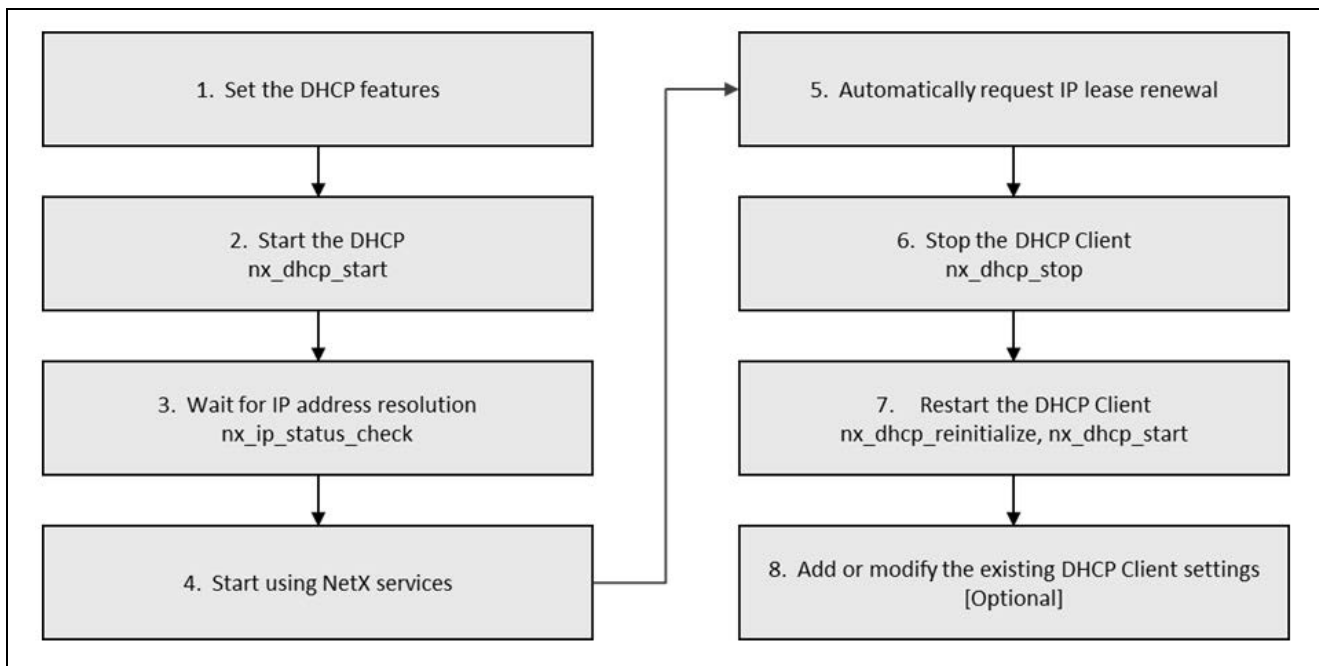 1. Set the DHCP features
2. Start the DHCP
nx_dhcp_start
3. Wait for IP address resolution
nx_ip_status_check
4. Start using NetX services
5. Automatically request IP lease renewal
6. Stop the DHCP Client
nx_dhcp_stop
7. Restart the DHCP Client
nx_dhcp_reinitialize, nx_dhcp_start
8. Add or modify the existing DHCP Client settings
[Optional]